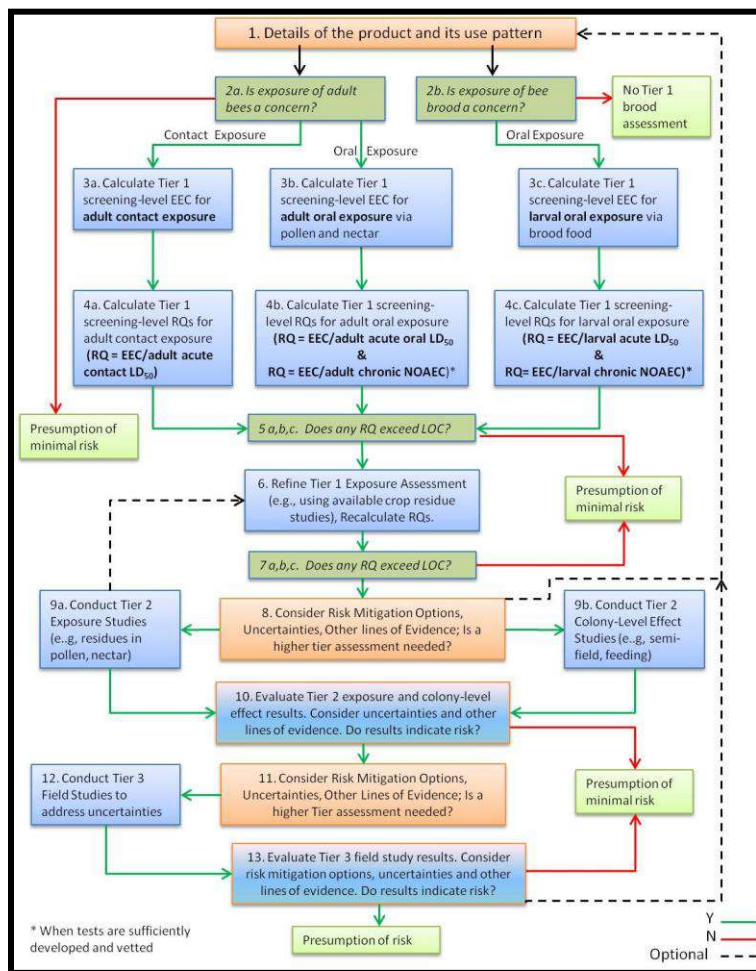 1. Details of the product and its use pattern
2a. Is exposure of adult
bees a concern?
2b. Is exposure of bee
brood a concern?
No Tier 1
brood
assessment
Contact Exposure
Oral Exposure
Oral Exposure
3a. Calculate Tier 1
screening-level EEC for
adult contact exposure
3b. Calculate Tier 1
screening-level EEC for
adult oral exposure via
pollen and nectar
3c. Calculate Tier 1
screening-level EEC for
larval oral exposure via
brood food
4a. Calculate Tier 1
screening-level RQs for
adult contact exposure
(RQ = EEC/adult acute
contact LD50)
4b. Calculate Tier 1 screening-
level RQs for adult oral exposure
(RQ = EEC/adult acute oral LD50
&
RQ = EEC/adult chronic NOAEC)*
4c. Calculate Tier 1 screening-
level RQs for larval oral exposure
(RQ = EEC/larval acute LD50
&
RQ= EEC/larval chronic NOAEC)*
Presumption of
minimal risk
5 a,b,c. Does any RQ exceed LOC?
6. Refine Tier 1 Exposure Assessment
(e.g., using available crop residue
studies), Recalculate RQs.
Presumption of
minimal risk
7 a,b,c. Does any RQ exceed LOC?
9a. Conduct Tier 2
Exposure Studies
(e..g, residues in
pollen, nectar)
8. Consider Risk Mitigation Options,
Uncertainties, Other lines of Evidence; Is a
higher tier assessment needed?
9b. Conduct Tier 2
Colony-Level Effect
Studies (e..g, semi-
field, feeding)
10. Evaluate Tier 2 exposure and colony-level
effect results. Consider uncertainties and other
lines of evidence. Do results indicate risk?
12. Conduct Tier 3
Field Studies to
address uncertainties
11. Consider Risk Mitigation Options,
Uncertainties, Other Lines of Evidence; Is a
higher Tier assessment needed?
Presumption of
minimal risk
13. Evaluate Tier 3 field study results. Consider
risk mitigation options, uncertainties and other
lines of evidence. Do results indicate risk?
* When tests are sufficiently
developed and vetted
Presumption of risk
Y
N
Optional